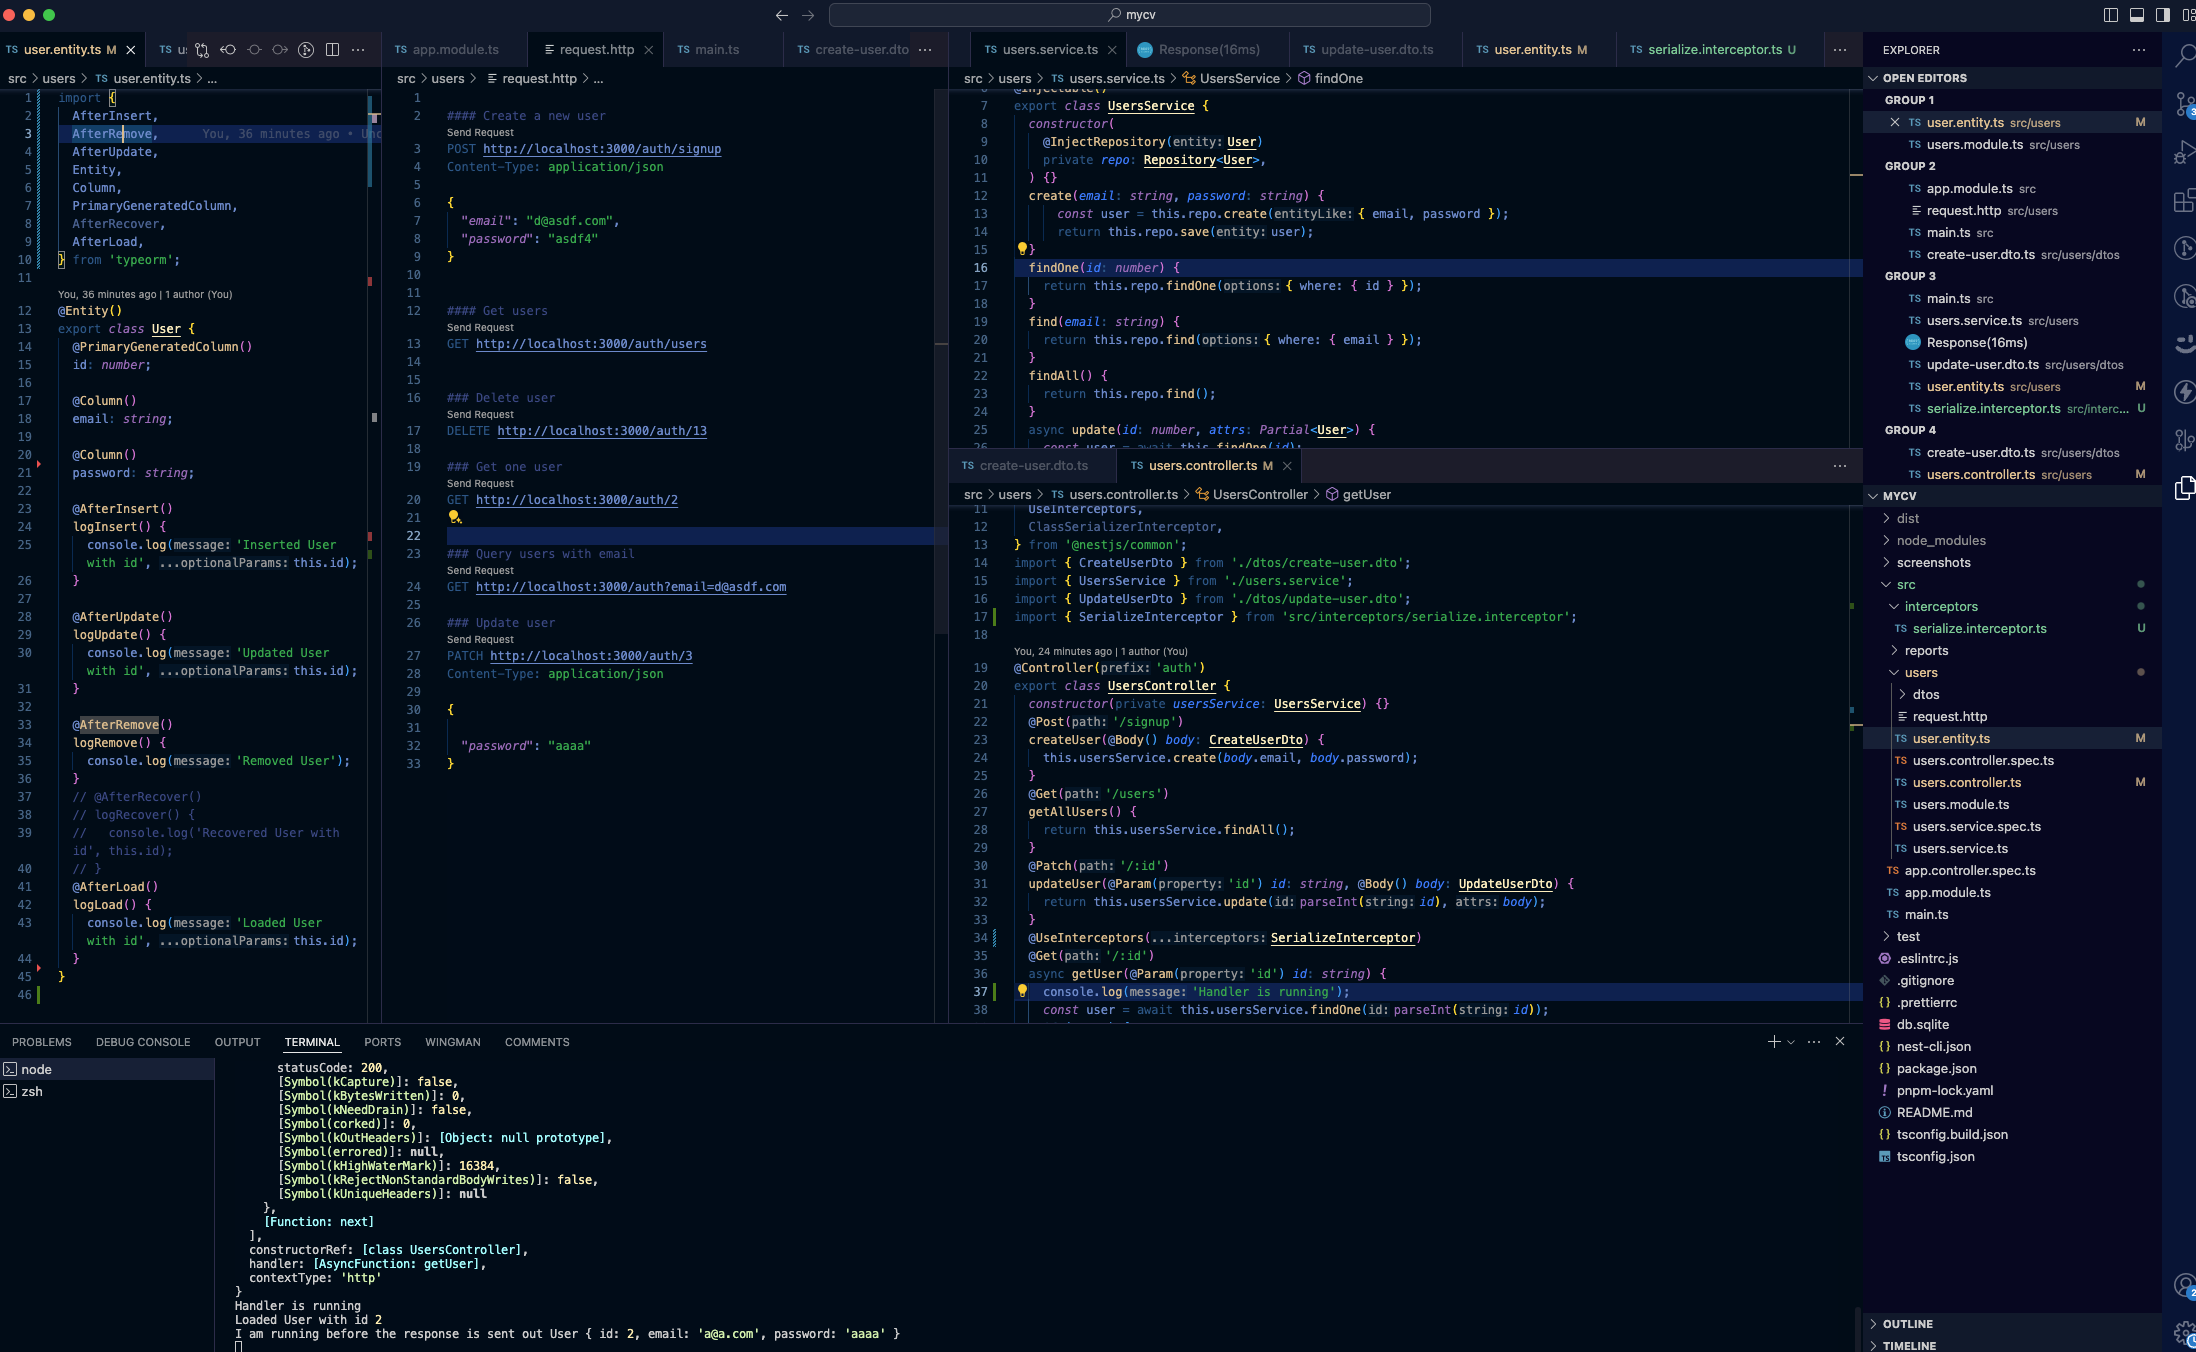 mycv
TS user.entity.ts M
TS app.module.ts
request.http
TS main.ts
TS create-user.dto
TS users.service.ts
Response(16ms)
TS update-user.dto.ts
TS user.entity.ts M
TS serialize.interceptor.ts U
src > users > TS user.entity.ts > ...
1 import {
2 AfterInsert,
3 AfterRemove, You, 36 minutes ago •
4 AfterUpdate,
5 Entity,
6 Column,
7 PrimaryGeneratedColumn,
8 AfterRecover,
9 AfterLoad,
10 } from 'typeorm';
11
You, 36 minutes ago | 1 author (You)
12 @Entity()
13 export class User {
14 @PrimaryGeneratedColumn()
15 id: number;
16
17 @Column()
18 email: string;
19
20 @Column()
21 password: string;
22
23 @AfterInsert()
24 logInsert() {
25 console.log(message: 'Inserted User
with id', ...optionalParams: this.id);
26 }
27
28 @AfterUpdate()
29 logUpdate() {
30 console.log(message: 'Updated User
with id', ...optionalParams: this.id);
31 }
32
33 @AfterRemove()
34 logRemove() {
35 console.log(message: 'Removed User');
36 }
37 // @AfterRecover()
38 // logRecover() {
39 // console.log('Recovered User with
id', this.id);
40 // }
41 @AfterLoad()
42 logLoad() {
43 console.log(message: 'Loaded User
with id', ...optionalParams: this.id);
44 }
45 }
46
src > users > request.http > ...
1
2 #### Create a new user
Send Request
3 POST http://localhost:3000/auth/signup
4 Content-Type: application/json
5
6 {
7 "email": "d@asdf.com",
8 "password": "asdf4"
9 }
10
11
12 #### Get users
Send Request
13 GET http://localhost:3000/auth/users
14
15
16 ### Delete user
Send Request
17 DELETE http://localhost:3000/auth/13
18
19 ### Get one user
Send Request
20 GET http://localhost:3000/auth/2
21
22
23 ### Query users with email
Send Request
24 GET http://localhost:3000/auth?email=d@asdf.com
25
26 ### Update user
Send Request
27 PATCH http://localhost:3000/auth/3
28 Content-Type: application/json
29
30 {
31
32 "password": "aaaa"
33 }
src > users > TS users.service.ts > UsersService > findOne
6 @Injectable()
7 export class UsersService {
8 constructor(
9 @InjectRepository(entity: User)
10 private repo: Repository<User>,
11 ) {}
12 create(email: string, password: string) {
13 const user = this.repo.create(entityLike: { email, password });
14 return this.repo.save(entity: user);
15 }
16 findOne(id: number) {
17 return this.repo.findOne(options: { where: { id } });
18 }
19 find(email: string) {
20 return this.repo.find(options: { where: { email } });
21 }
22 findAll() {
23 return this.repo.find();
24 }
25 async update(id: number, attrs: Partial<User>) {
26 const user = await this.findOne(id);
TS create-user.dto.ts
TS users.controller.ts M
src > users > TS users.controller.ts > UsersController > getUser
11 UseInterceptors,
12 ClassSerializerInterceptor,
13 } from '@nestjs/common';
14 import { CreateUserDto } from './dtos/create-user.dto';
15 import { UsersService } from './users.service';
16 import { UpdateUserDto } from './dtos/update-user.dto';
17 import { SerializeInterceptor } from 'src/interceptors/serialize.interceptor';
18
You, 24 minutes ago | 1 author (You)
19 @Controller(prefix: 'auth')
20 export class UsersController {
21 constructor(private usersService: UsersService) {}
22 @Post(path: '/signup')
23 createUser(@Body() body: CreateUserDto) {
24 this.usersService.create(body.email, body.password);
25 }
26 @Get(path: '/users')
27 getAllUsers() {
28 return this.usersService.findAll();
29 }
30 @Patch(path: '/:id')
31 updateUser(@Param(property: 'id') id: string, @Body() body: UpdateUserDto) {
32 return this.usersService.update(id: parseInt(string: id), attrs: body);
33 }
34 @UseInterceptors(...interceptors: SerializeInterceptor)
35 @Get(path: '/:id')
36 async getUser(@Param(property: 'id') id: string) {
37 console.log(message: 'Handler is running');
38 const user = await this.usersService.findOne(id: parseInt(string: id));
EXPLORER
OPEN EDITORS
GROUP 1
TS user.entity.ts src/users M
TS users.module.ts src/users
GROUP 2
TS app.module.ts src
request.http src/users
TS main.ts src
TS create-user.dto.ts src/users/dtos
GROUP 3
TS main.ts src
TS users.service.ts src/users
Response(16ms)
TS update-user.dto.ts src/users/dtos
TS user.entity.ts src/users M
TS serialize.interceptor.ts src/interc... U
GROUP 4
TS create-user.dto.ts src/users/dtos
TS users.controller.ts src/users M
MYCV
dist
node_modules
screenshots
src
interceptors
TS serialize.interceptor.ts U
reports
users
dtos
request.http
TS user.entity.ts M
TS users.controller.spec.ts
TS users.controller.ts M
TS users.module.ts
TS users.service.spec.ts
TS users.service.ts
TS app.controller.spec.ts
TS app.module.ts
TS main.ts
test
.eslintrc.js
.gitignore
{} .prettierrc
db.sqlite
{} nest-cli.json
{} package.json
! pnpm-lock.yaml
README.md
{} tsconfig.build.json
TS tsconfig.json
OUTLINE
TIMELINE
PROBLEMS DEBUG CONSOLE OUTPUT TERMINAL PORTS WINGMAN COMMENTS
node
zsh
statusCode: 200,
[Symbol(kCapture)]: false,
[Symbol(kBytesWritten)]: 0,
[Symbol(kNeedDrain)]: false,
[Symbol(corked)]: 0,
[Symbol(kOutHeaders)]: [Object: null prototype],
[Symbol(errored)]: null,
[Symbol(kHighWaterMark)]: 16384,
[Symbol(kRejectNonStandardBodyWrites)]: false,
[Symbol(kUniqueHeaders)]: null
},
[Function: next]
],
constructorRef: [class UsersController],
handler: [AsyncFunction: getUser],
contextType: 'http'
}
Handler is running
Loaded User with id 2
I am running before the response is sent out User { id: 2, email: 'a@a.com', password: 'aaaa' }